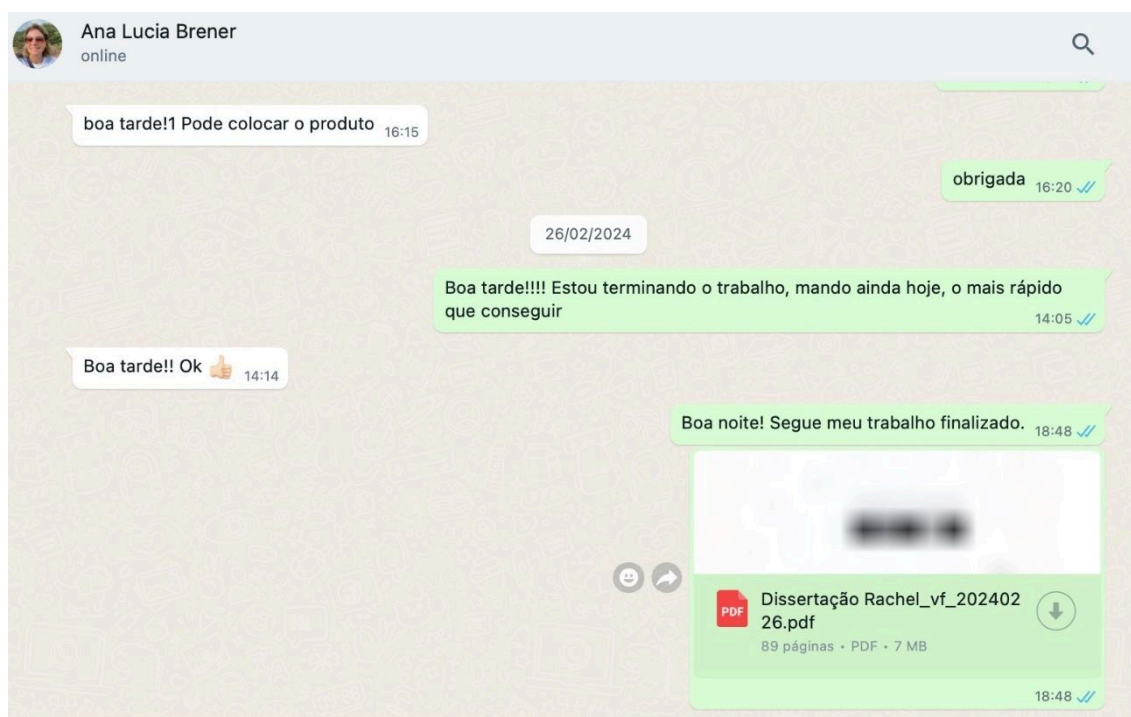 Ana Lucia Brener
online
boa tarde!1 Pode colocar o produto 16:15
obrigada 16:20
26/02/2024
Boa tarde!!!! Estou terminando o trabalho, mando ainda hoje, o mais rápido
que conseguir
14:05
Boa tarde!! Ok 👍🏻 14:14
Boa noite! Segue meu trabalho finalizado. 18:48
PDF
Dissertação Rachel_vf_202402
26.pdf
89 páginas • PDF • 7 MB
18:48